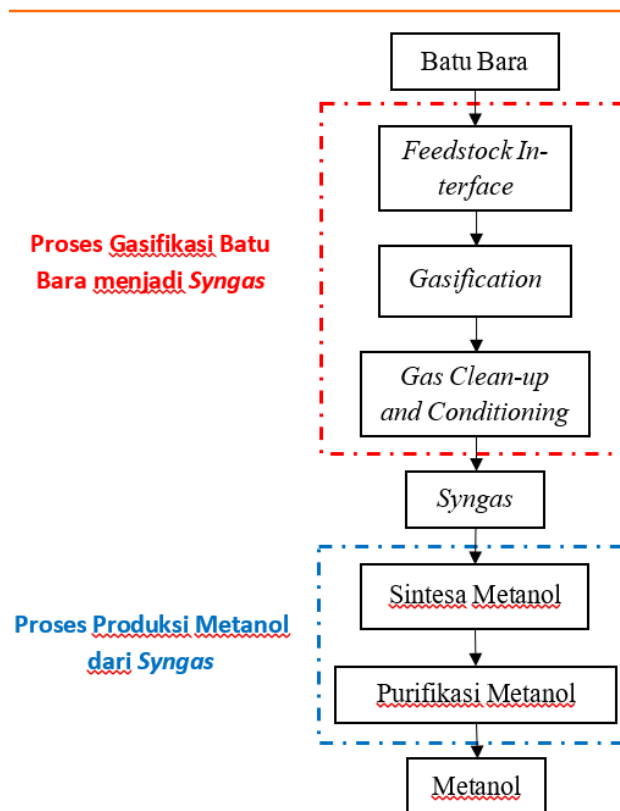 Batu Bara
Feedstock In-
terface
Proses Gasifikasi Batu
Bara menjadi Syngas
Gasification
Gas Clean-up
and Conditioning
Syngas
Sintesa Metanol
Proses Produksi Metanol
dari Syngas
Purifikasi Metanol
Metanol